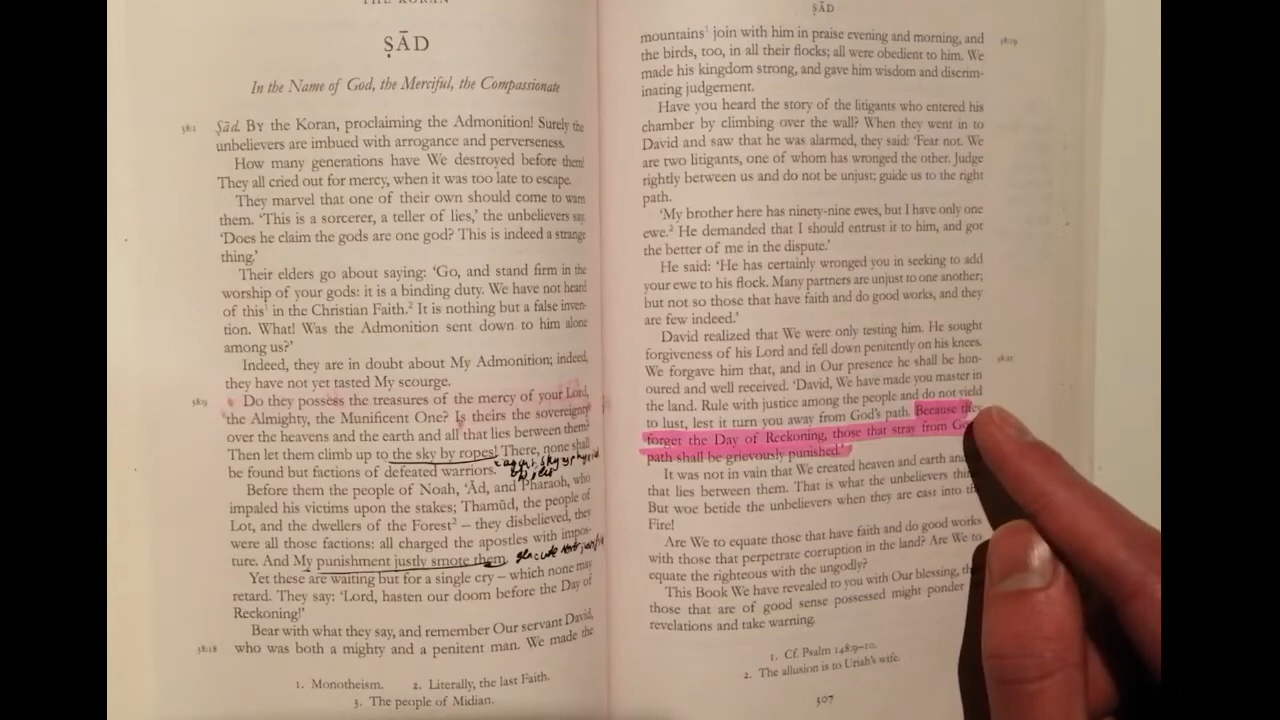 THE KORAN
ṢĀD
In the Name of God, the Merciful, the Compassionate
38:1 Ṣād. BY the Koran, proclaiming the Admonition! Surely the
unbelievers are imbued with arrogance and perverseness.
How many generations have We destroyed before them!
They all cried out for mercy, when it was too late to escape.
They marvel that one of their own should come to warn
them. ‘This is a sorcerer, a teller of lies,’ the unbelievers say.
‘Does he claim the gods are one god? This is indeed a strange
thing.’
Their elders go about saying: ‘Go, and stand firm in the
worship of your gods: it is a binding duty. We have not heard
of this¹ in the Christian Faith.² It is nothing but a false inven-
tion. What! Was the Admonition sent down to him alone
among us?’
Indeed, they are in doubt about My Admonition; indeed,
they have not yet tasted My scourge.
38:9 Do they possess the treasures of the mercy of your Lord,
the Almighty, the Munificent One? Is theirs the sovereignty
over the heavens and the earth and all that lies between them?
Then let them climb up to the sky by ropes! There, none shall
be found but factions of defeated warriors.
Before them the people of Noah, ‘Ād, and Pharaoh, who
impaled his victims upon the stakes; Thamūd, the people of
Lot, and the dwellers of the Forest² – they disbelieved, they
were all those factions: all charged the apostles with impos-
ture. And My punishment justly smote them.
Yet these are waiting but for a single cry – which none may
retard. They say: ‘Lord, hasten our doom before the Day of
Reckoning!’
Bear with what they say, and remember Our servant David,
38:18 who was both a mighty and a penitent man. We made the
1. Monotheism. 2. Literally, the last Faith.
3. The people of Midian.
ṢĀD
mountains¹ join with him in praise evening and morning, and 38:19
the birds, too, in all their flocks; all were obedient to him. We
made his kingdom strong, and gave him wisdom and discrim-
inating judgement.
Have you heard the story of the litigants who entered his
chamber by climbing over the wall? When they went in to
David and saw that he was alarmed, they said: ‘Fear not. We
are two litigants, one of whom has wronged the other. Judge
rightly between us and do not be unjust; guide us to the right
path.
‘My brother here has ninety-nine ewes, but I have only one
ewe.² He demanded that I should entrust it to him, and got
the better of me in the dispute.’
He said: ‘He has certainly wronged you in seeking to add
your ewe to his flock. Many partners are unjust to one another;
but not so those that have faith and do good works, and they
are few indeed.’
David realized that We were only testing him. He sought
forgiveness of his Lord and fell down penitently on his knees.
We forgave him that, and in Our presence he shall be hon-
oured and well received. ‘David, We have made you master in
the land. Rule with justice among the people and do not yield
to lust, lest it turn you away from God’s path. Because they
forget the Day of Reckoning, those that stray from
path shall be grievously punished.’
It was not in vain that We created heaven and earth and
that lies between them. That is what the unbelievers
But woe betide the unbelievers when they are cast into
Fire!
Are We to equate those that have faith and do good works
with those that perpetrate corruption in the land? Are We to
equate the righteous with the ungodly?
This Book We have revealed to you with Our blessing,
those that are of good sense possessed might ponder
revelations and take warning.
1. Cf. Psalm 148:9–10.
2. The allusion is to Uriah’s wife.
307